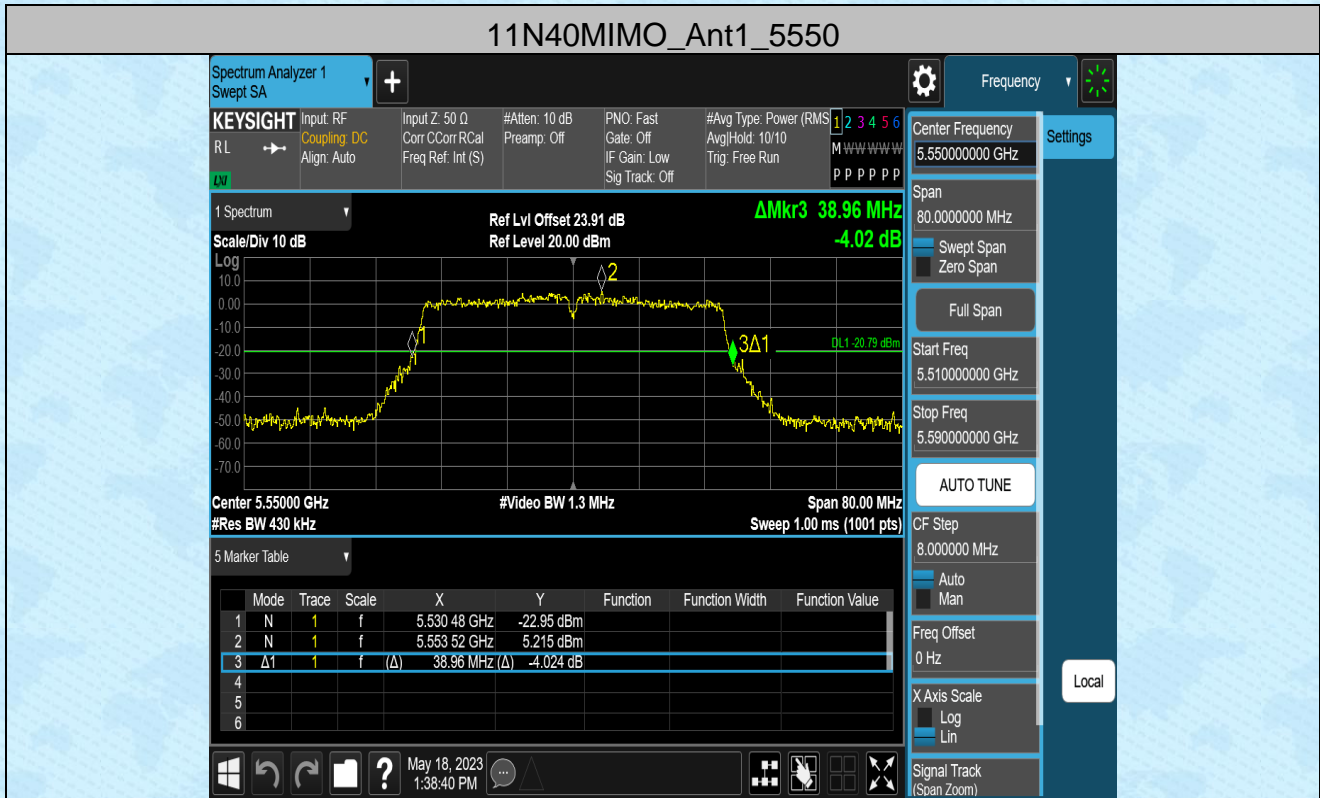 11N40MIMO_Ant1_5550
Spectrum Analyzer 1
Swept SA
Frequency
KEYSIGHT
RL
LXI
Input: RF
Coupling: DC
Align: Auto
Input Z: 50 Ω
Corr CCorr RCal
Freq Ref: Int (S)
#Atten: 10 dB
Preamp: Off
PNO: Fast
Gate: Off
IF Gain: Low
Sig Track: Off
#Avg Type: Power (RMS
Avg|Hold: 10/10
Trig: Free Run
1 2 3 4 5 6
M W W W W W
P P P P P P
1 Spectrum
Scale/Div 10 dB
Ref Lvl Offset 23.91 dB
Ref Level 20.00 dBm
ΔMkr3 38.96 MHz
-4.02 dB
Log
10.0
0.00
-10.0
-20.0
-30.0
-40.0
-50.0
-60.0
-70.0
1
2
3Δ1
DL1 -20.79 dBm
Center 5.55000 GHz
#Video BW 1.3 MHz
Span 80.00 MHz
#Res BW 430 kHz
Sweep 1.00 ms (1001 pts)
5 Marker Table
Mode Trace Scale X Y Function Function Width Function Value
1 N 1 f 5.530 48 GHz -22.95 dBm
2 N 1 f 5.553 52 GHz 5.215 dBm
3 Δ1 1 f (Δ) 38.96 MHz (Δ) -4.024 dB
4
5
6
?
May 18, 2023
1:38:40 PM
Center Frequency
5.550000000 GHz
Settings
Span
80.0000000 MHz
Swept Span
Zero Span
Full Span
Start Freq
5.510000000 GHz
Stop Freq
5.590000000 GHz
AUTO TUNE
CF Step
8.000000 MHz
Auto
Man
Freq Offset
0 Hz
X Axis Scale
Log
Lin
Local
Signal Track
(Span Zoom)